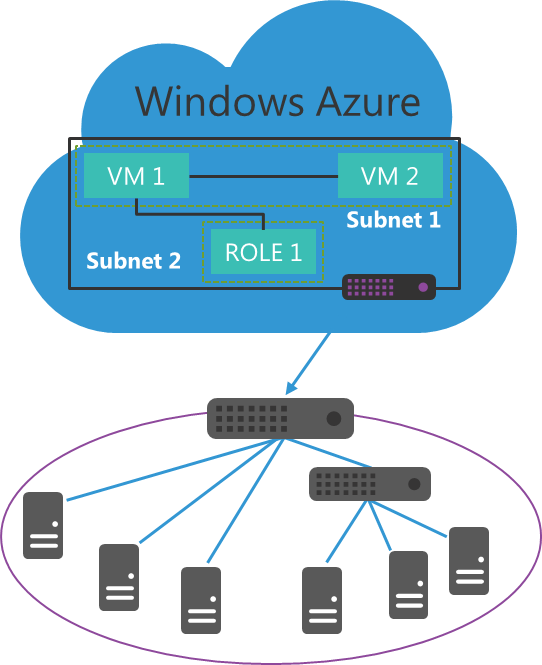 Windows Azure
VM 1
VM 2
Subnet 1
ROLE 1
Subnet 2